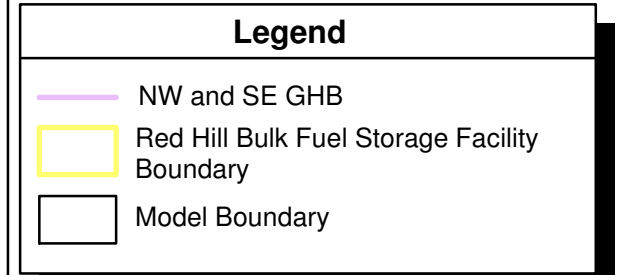 Legend
NW and SE GHB
Red Hill Bulk Fuel Storage Facility
Boundary
Model Boundary